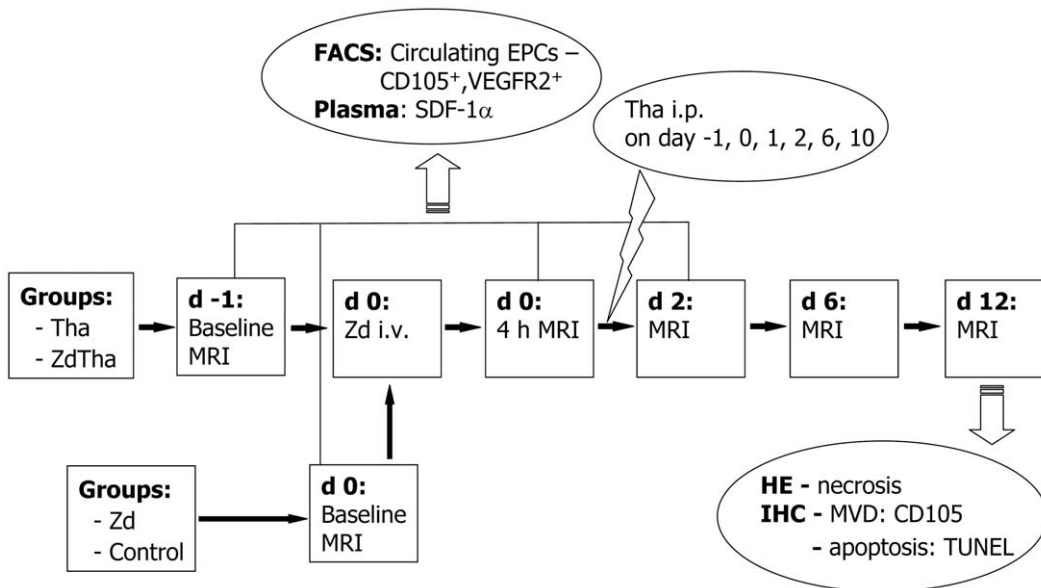 FACS: Circulating EPCs –
CD105⁺,VEGFR2⁺
Plasma: SDF-1α
Tha i.p.
on day -1, 0, 1, 2, 6, 10
Groups:
- Tha
- ZdTha
d -1:
Baseline
MRI
d 0:
Zd i.v.
d 0:
4 h MRI
d 2:
MRI
d 6:
MRI
d 12:
MRI
Groups:
- Zd
- Control
d 0:
Baseline
MRI
HE - necrosis
IHC - MVD: CD105
- apoptosis: TUNEL